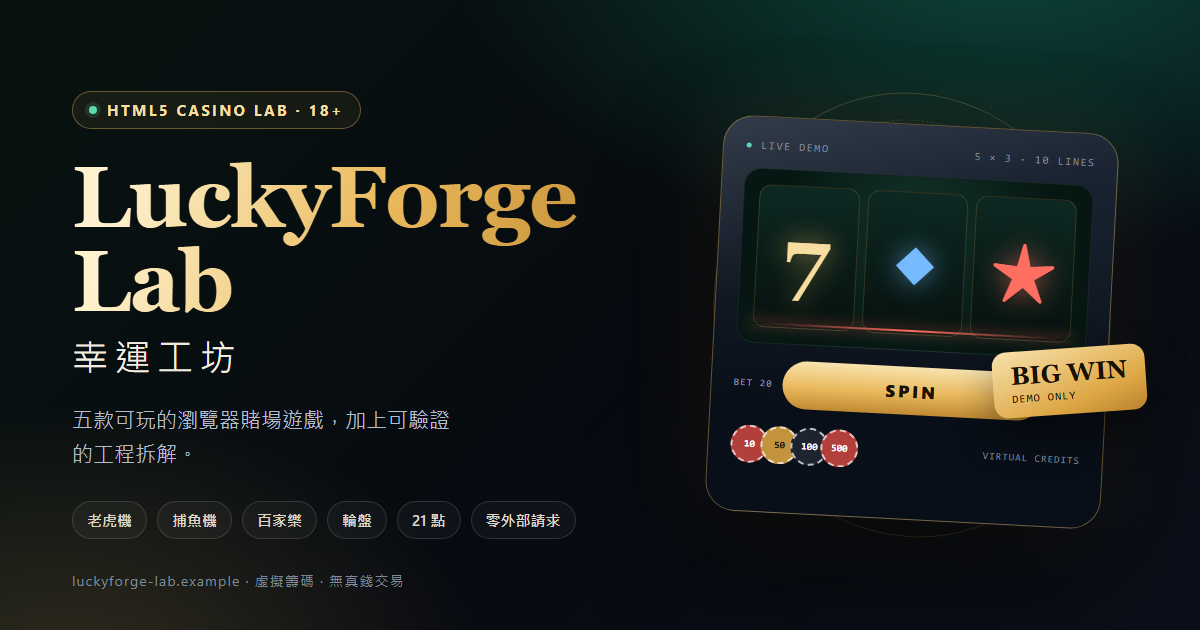 HTML5 CASINO LAB · 18+
LuckyForge
Lab
幸運工坊
五款可玩的瀏覽器賭場遊戲，加上可驗證
的工程拆解。
老虎機
捕魚機
百家樂
輪盤
21 點
零外部請求
luckyforge-lab.example · 虛擬籌碼 · 無真錢交易
LIVE DEMO
5 × 3 · 10 LINES
7
BET 20
SPIN
BIG WIN
DEMO ONLY
10
50
100
500
VIRTUAL CREDITS